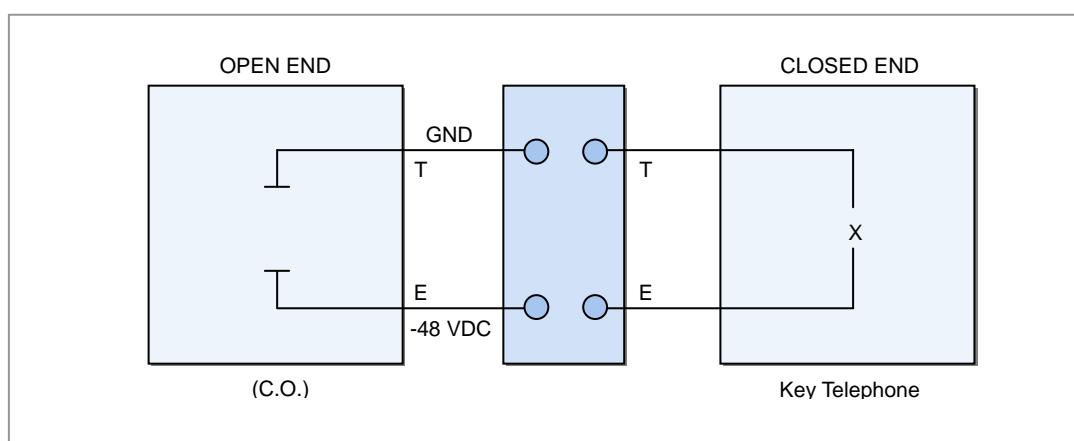 OPEN END
CLOSED END
GND
T
T
X
E
E
-48 VDC
(C.O.)
Key Telephone